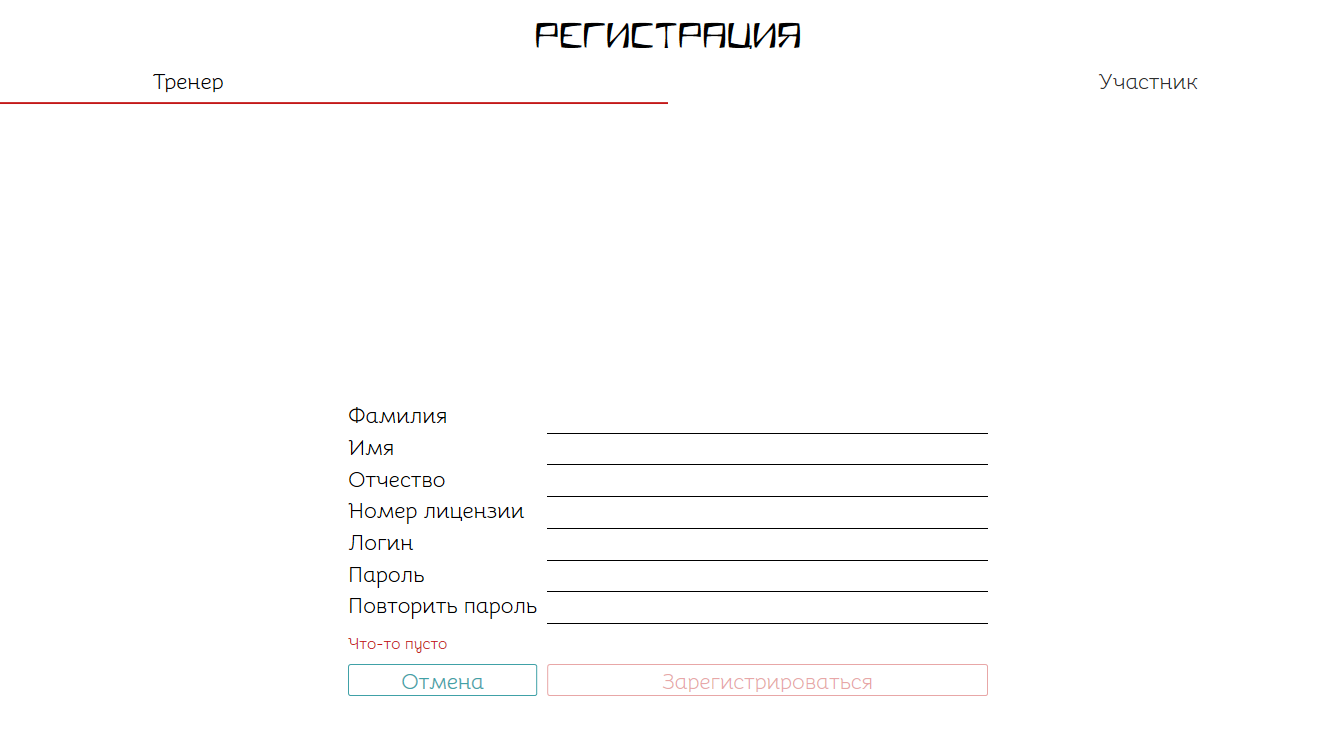 РЕГИСТРАЦИЯ
Тренер Участник
Фамилия
Имя
Отчество
Номер лицензии
Логин
Пароль
Повторить пароль
Что-то пусто
Отмена Зарегистрироваться